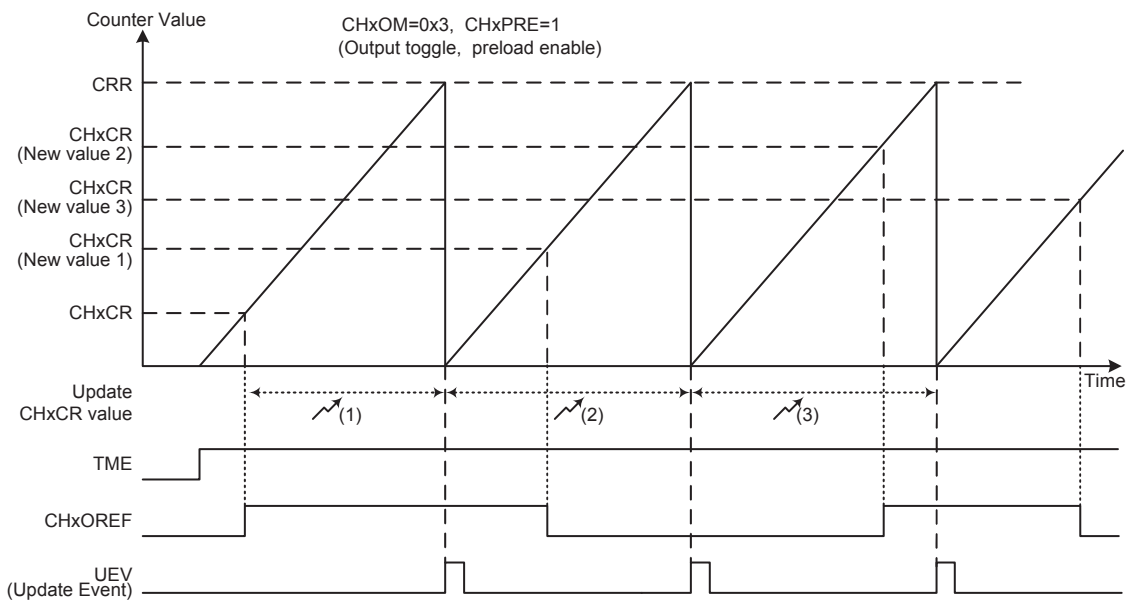 Counter Value
CHxOM=0x3, CHxPRE=1
(Output toggle, preload enable)
CRR
CHxCR
(New value 2)
CHxCR
(New value 3)
CHxCR
(New value 1)
CHxCR
Time
Update
CHxCR value
(1)
(2)
(3)
TME
CHxOREF
UEV
(Update Event)